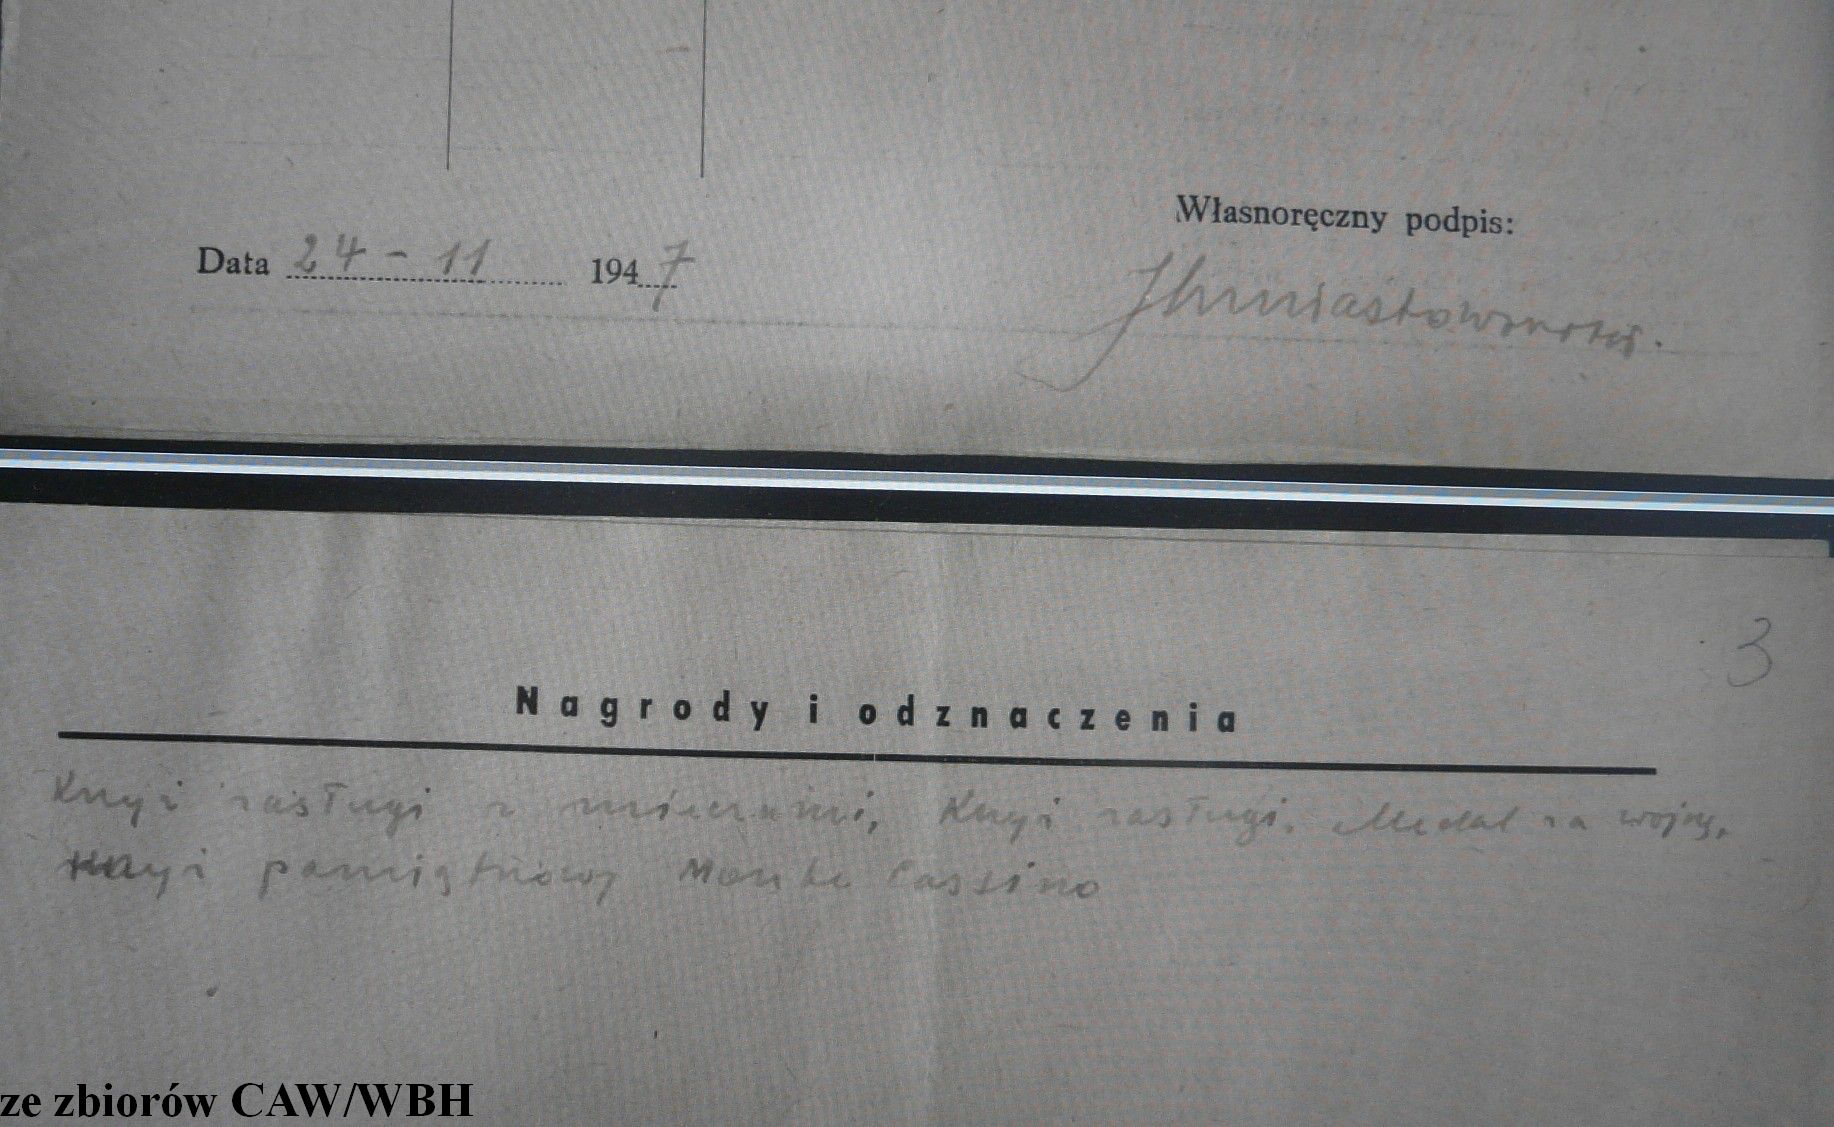 Własnoręczny podpis:
Data 24 - 11 1947
3
Nagrody i odznaczenia
Krzyż zasługi z mieczami, Krzyż zasługi. Medal za wojnę,
Krzyż pamiątkowy Monte Cassino
ze zbiorów CAW/WBH